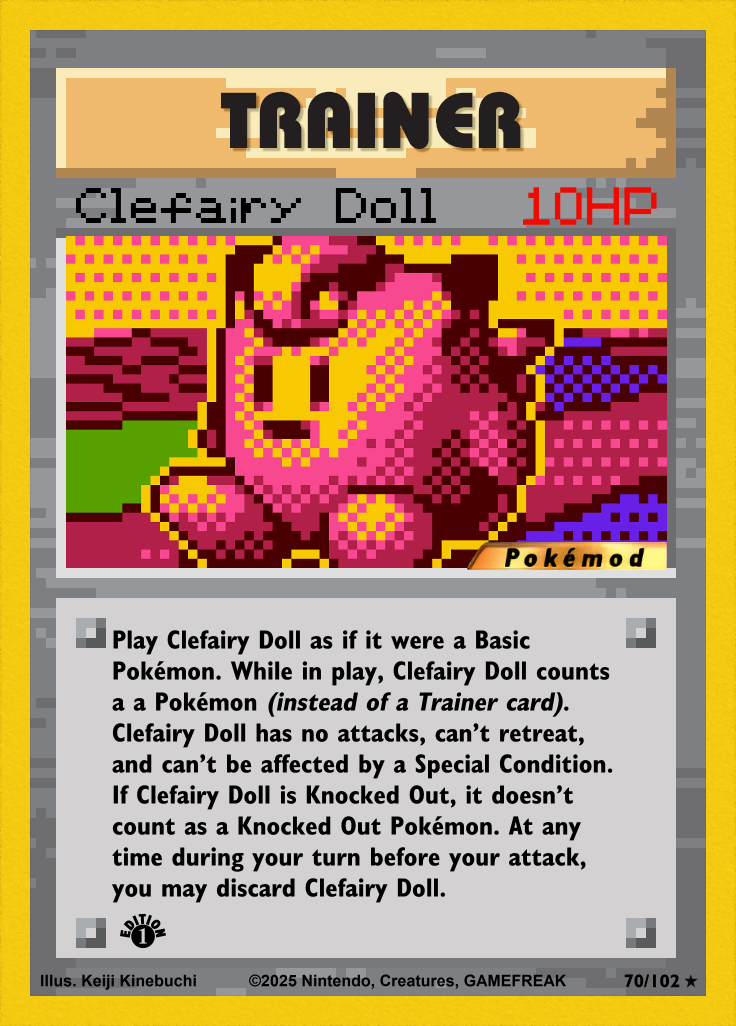 TRAINER
Clefairy Doll 10HP
Pokémod
Play Clefairy Doll as if it were a Basic
Pokémon. While in play, Clefairy Doll counts
a a Pokémon (instead of a Trainer card).
Clefairy Doll has no attacks, can't retreat,
and can't be affected by a Special Condition.
If Clefairy Doll is Knocked Out, it doesn't
count as a Knocked Out Pokémon. At any
time during your turn before your attack,
you may discard Clefairy Doll.
EDITION
1
Illus. Keiji Kinebuchi ©2025 Nintendo, Creatures, GAMEFREAK 70/102 ★